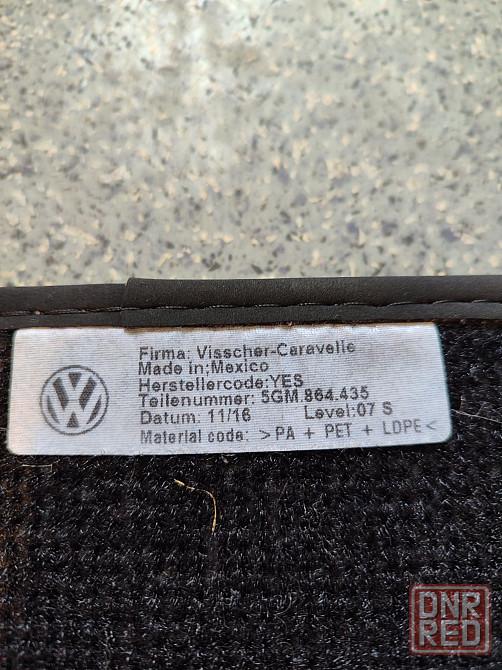 Firma: Visscher-Caravelle
Made in;Mexico
Herstellercode:YES
Teilenummer: 5GM.864.435
Datum: 11/16 Level:07 S
Material code: >PA + PET + LDPE<
DNR
RED